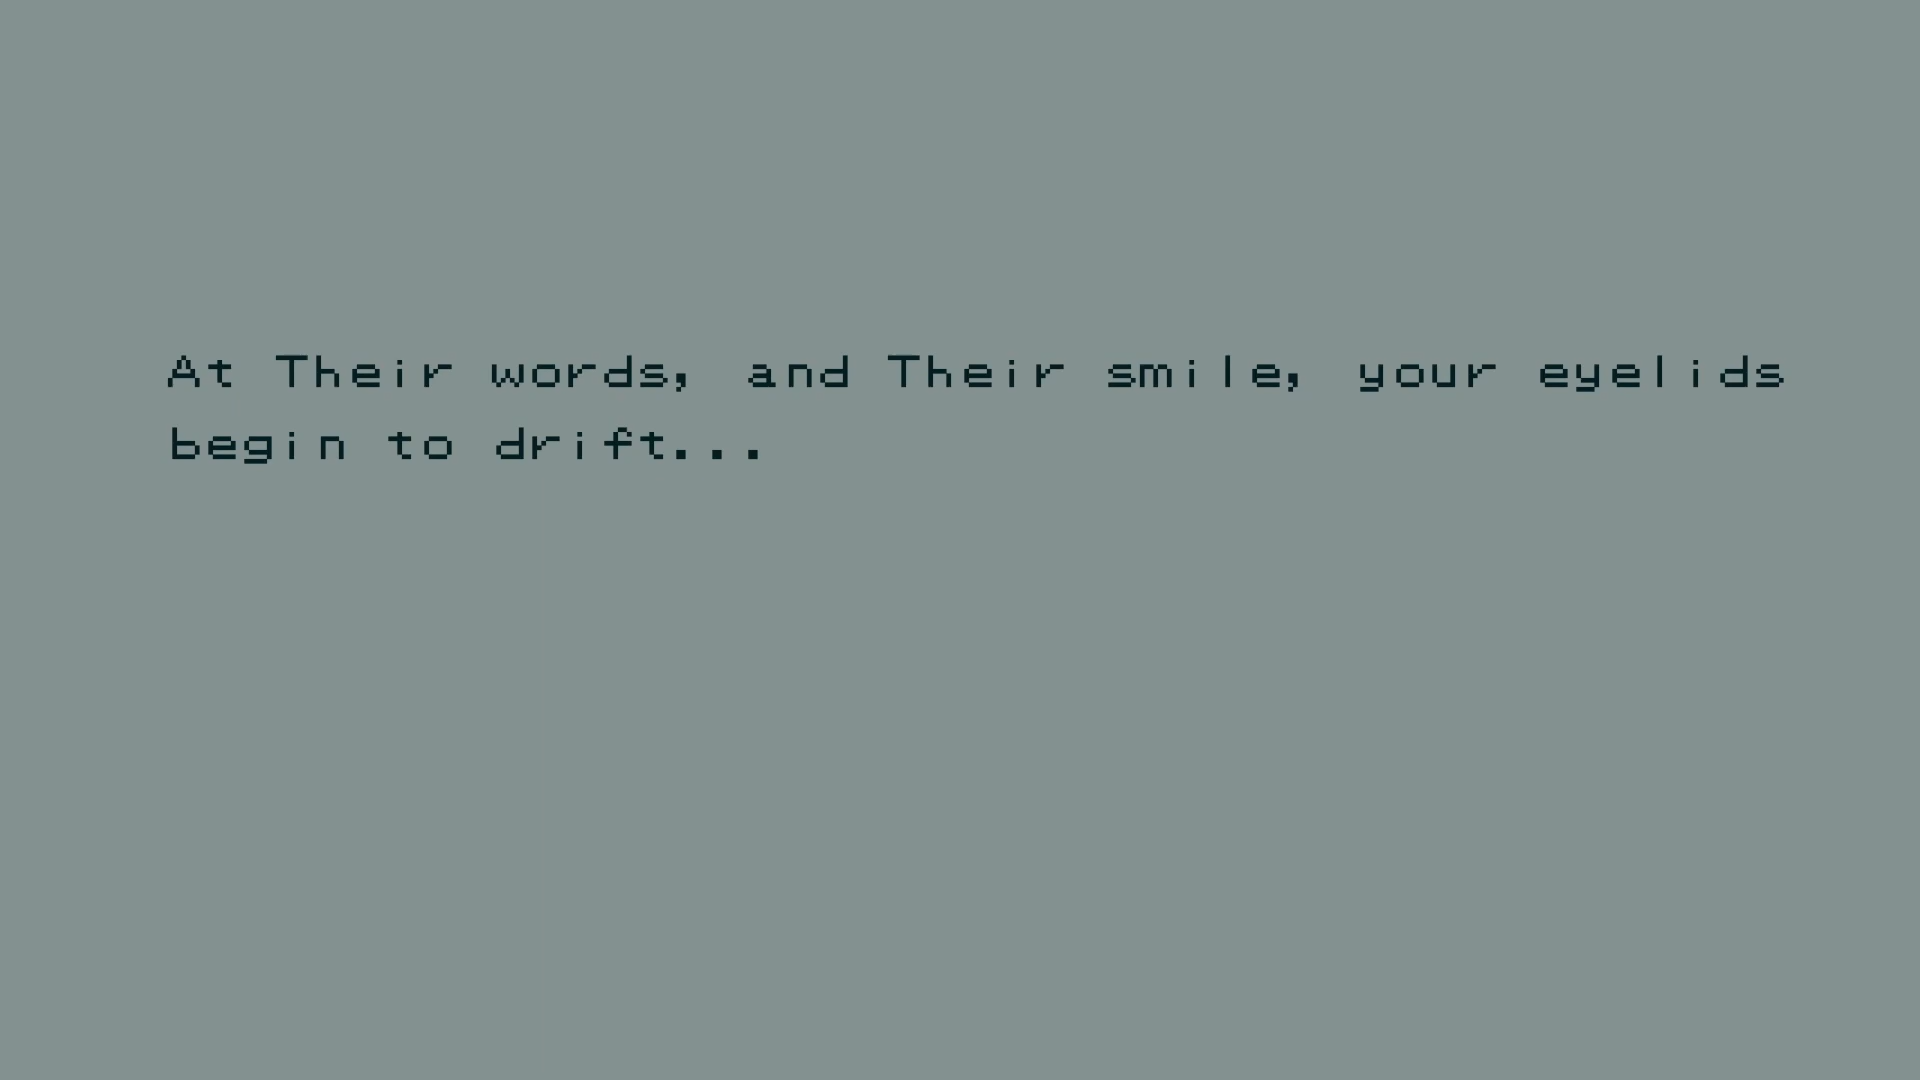 At Their words, and Their smile, your eyelids
begin to drift...